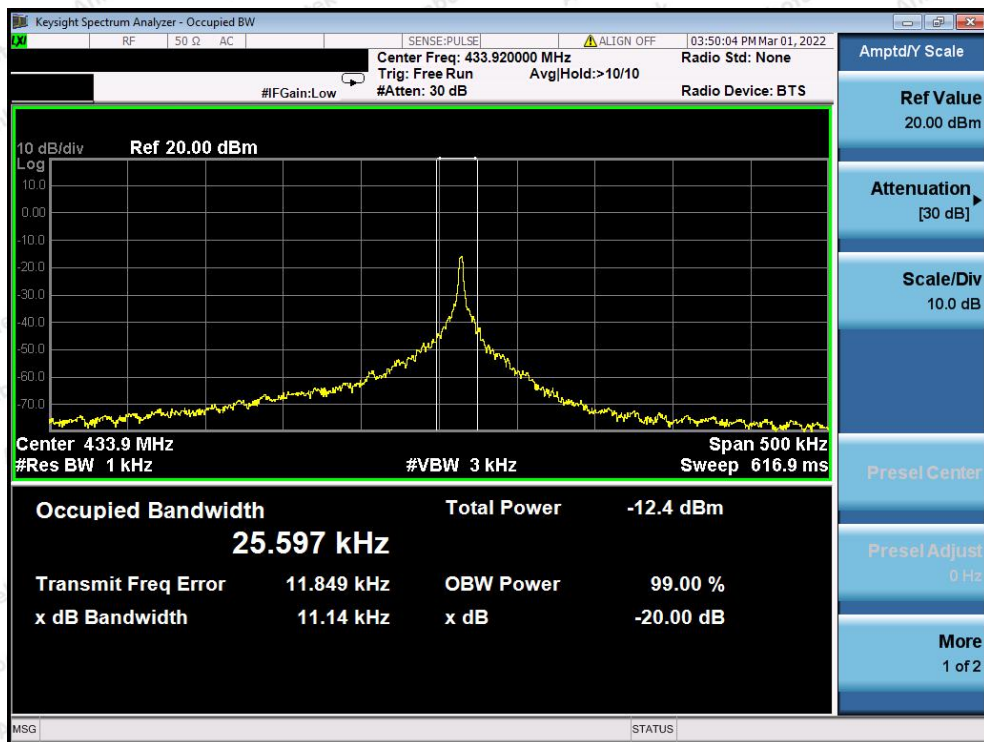 Keysight Spectrum Analyzer - Occupied BW
LXI RF 50 Ω AC SENSE:PULSE ALIGN OFF 03:50:04 PM Mar 01, 2022
Center Freq: 433.920000 MHz Radio Std: None
Trig: Free Run Avg|Hold:>10/10
#IFGain:Low #Atten: 30 dB Radio Device: BTS
10 dB/div Ref 20.00 dBm
Log
10.0
0.00
-10.0
-20.0
-30.0
-40.0
-50.0
-60.0
-70.0
Center 433.9 MHz Span 500 kHz
#Res BW 1 kHz #VBW 3 kHz Sweep 616.9 ms
Occupied Bandwidth Total Power -12.4 dBm
25.597 kHz
Transmit Freq Error 11.849 kHz OBW Power 99.00 %
x dB Bandwidth 11.14 kHz x dB -20.00 dB
MSG STATUS
Amptd/Y Scale
Ref Value
20.00 dBm
Attenuation
[30 dB]
Scale/Div
10.0 dB
Presel Center
Presel Adjust
0 Hz
More
1 of 2